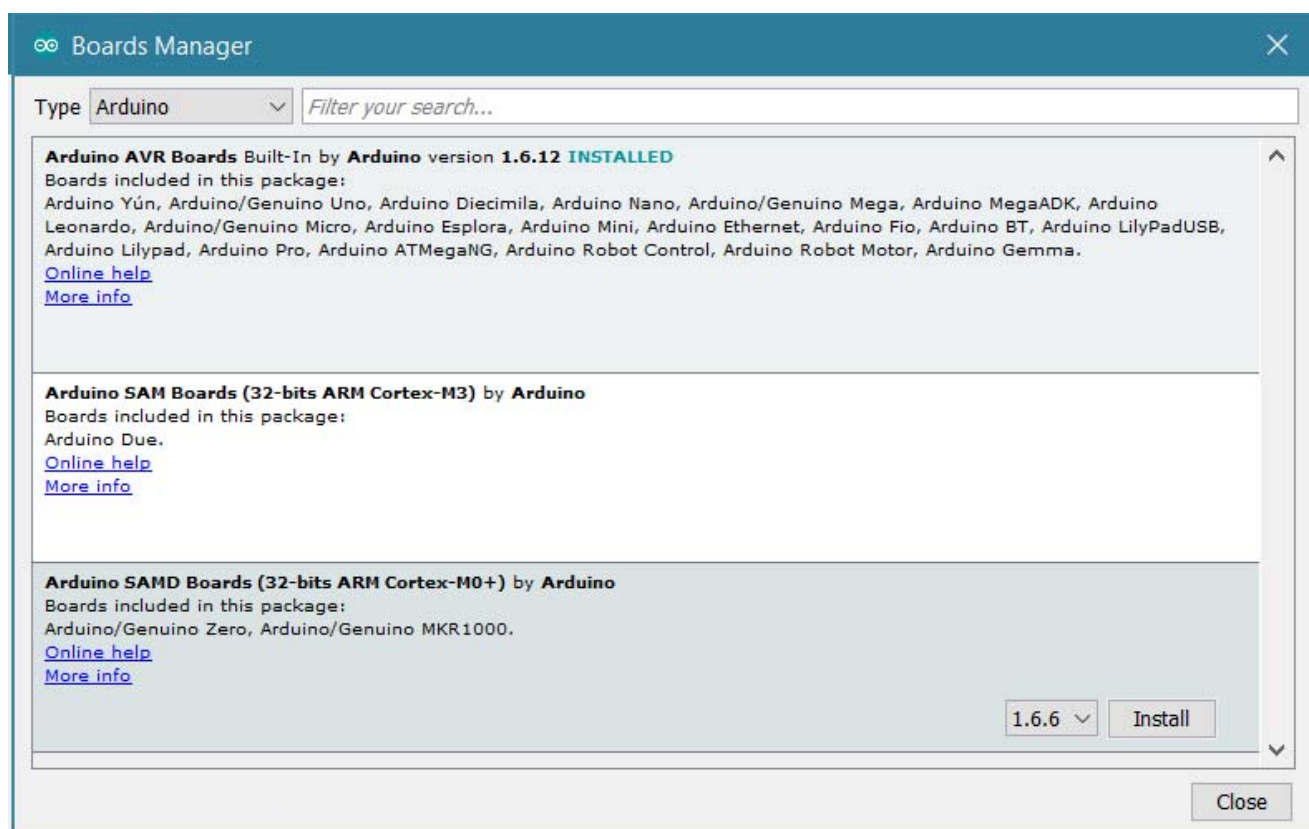 Boards Manager
Type Arduino Filter your search...
Arduino AVR Boards Built-In by Arduino version 1.6.12 INSTALLED
Boards included in this package:
Arduino Yún, Arduino/Genuino Uno, Arduino Diecimila, Arduino Nano, Arduino/Genuino Mega, Arduino MegaADK, Arduino
Leonardo, Arduino/Genuino Micro, Arduino Esplora, Arduino Mini, Arduino Ethernet, Arduino Fio, Arduino BT, Arduino LilyPadUSB,
Arduino Lilypad, Arduino Pro, Arduino ATMegaNG, Arduino Robot Control, Arduino Robot Motor, Arduino Gemma.
Online help
More info
Arduino SAM Boards (32-bits ARM Cortex-M3) by Arduino
Boards included in this package:
Arduino Due.
Online help
More info
Arduino SAMD Boards (32-bits ARM Cortex-M0+) by Arduino
Boards included in this package:
Arduino/Genuino Zero, Arduino/Genuino MKR1000.
Online help
More info
1.6.6 Install
Close